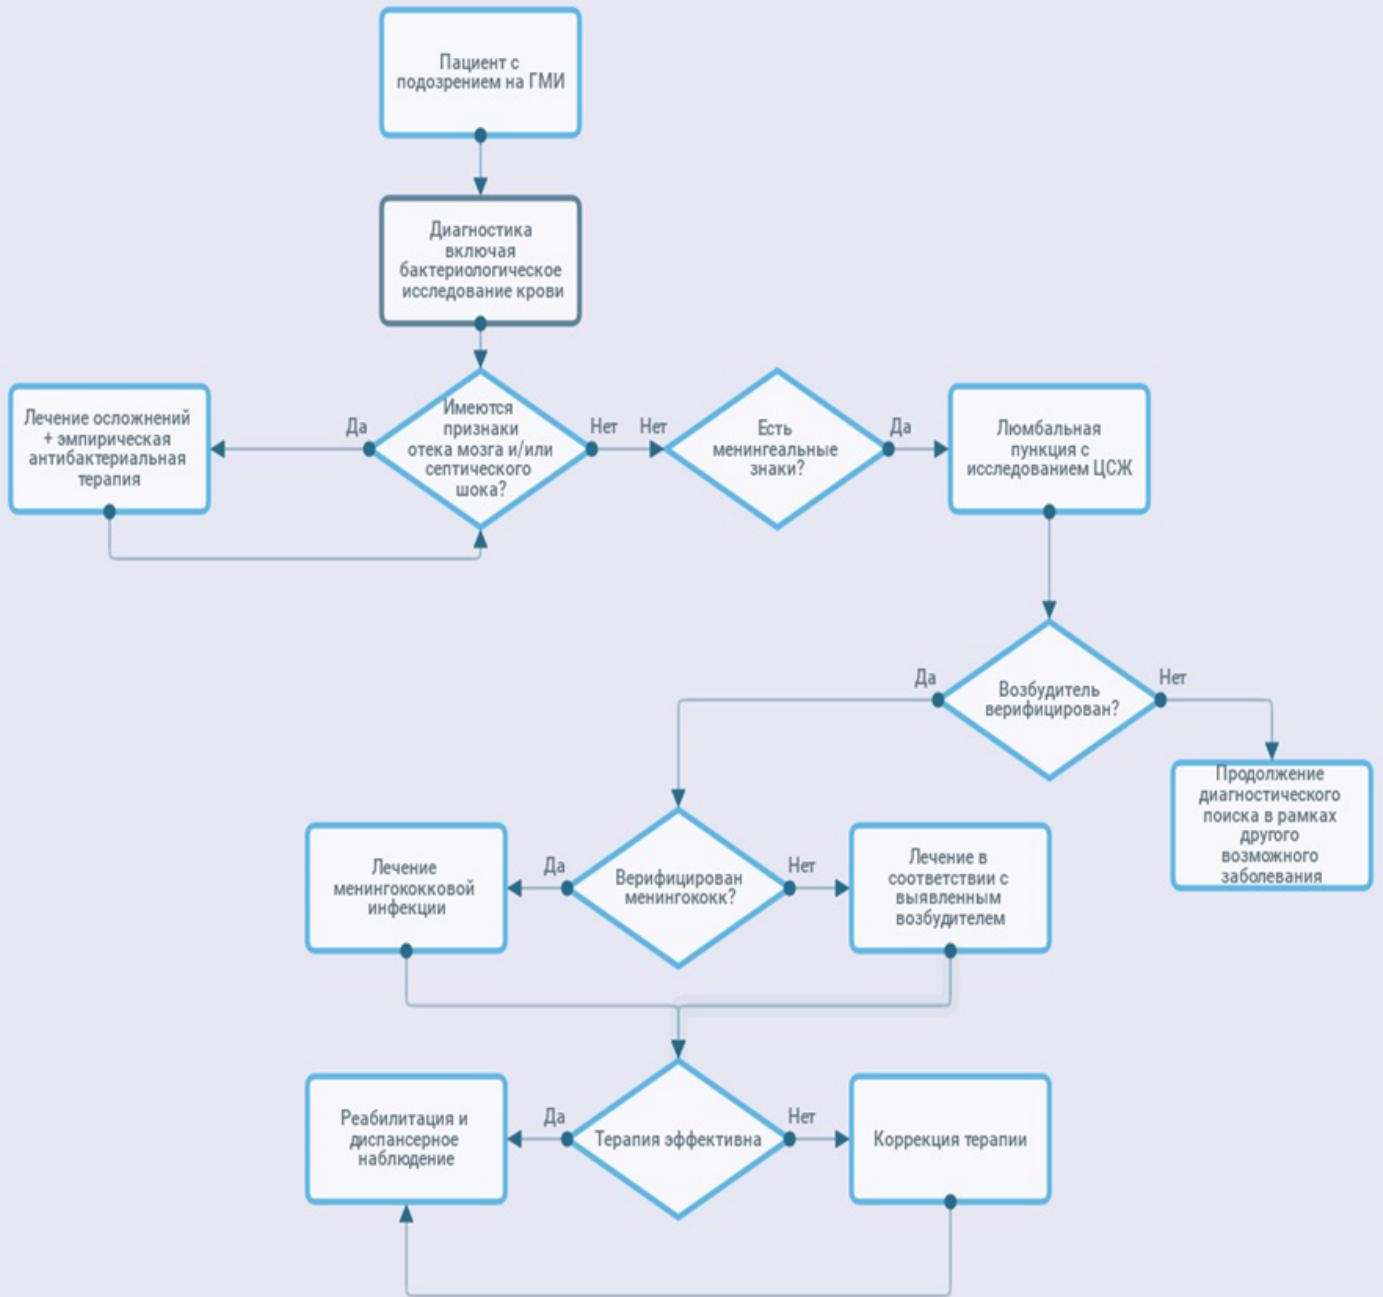 Пациент с
подозрением на ГМИ
Диагностика
включая
бактериологическое
исследование крови
Лечение осложнений
+ эмпирическая
антибактериальная
терапия
Да
Имеются
признаки
отека мозга и/или
септического
шока?
Нет
Нет
Есть
менингеальные
знаки?
Да
Люмбальная
пункция с
исследованием ЦСЖ
Да
Возбудитель
верифицирован?
Нет
Продолжение
диагностического
поиска в рамках
другого
возможного
заболевания
Лечение
менингококковой
инфекции
Да
Верифицирован
менингококк?
Нет
Лечение в
соответствии с
выявленным
возбудителем
Реабилитация и
диспансерное
наблюдение
Да
Терапия эффективна
Нет
Коррекция терапии